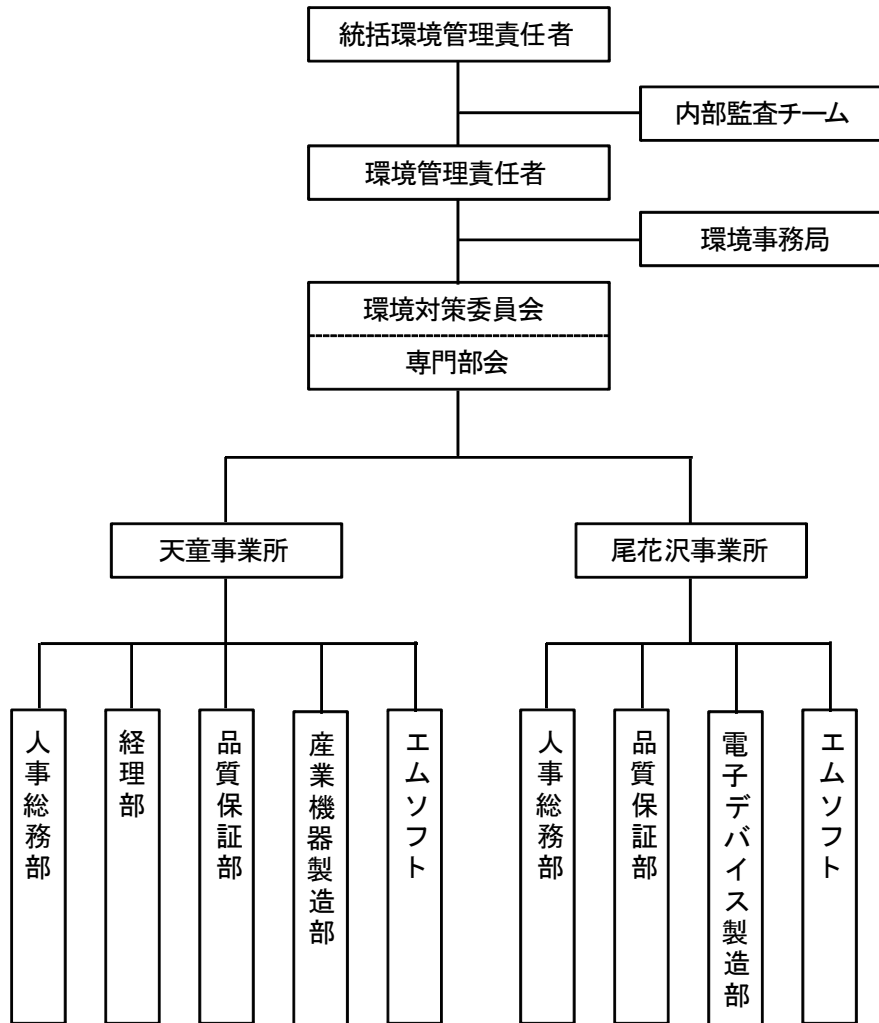 統括環境管理責任者
内部監査チーム
環境管理責任者
環境事務局
環境対策委員会
専門部会
天童事業所
尾花沢事業所
人事総務部
経理部
品質保証部
産業機器製造部
エムソフト
人事総務部
品質保証部
電子デバイス製造部
エムソフト